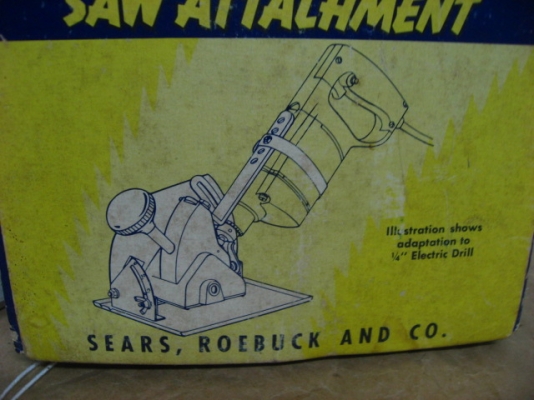 SAW ATTACHMENT
Illustration shows
adaptation to
¼" Electric Drill
SEARS, ROEBUCK AND CO.